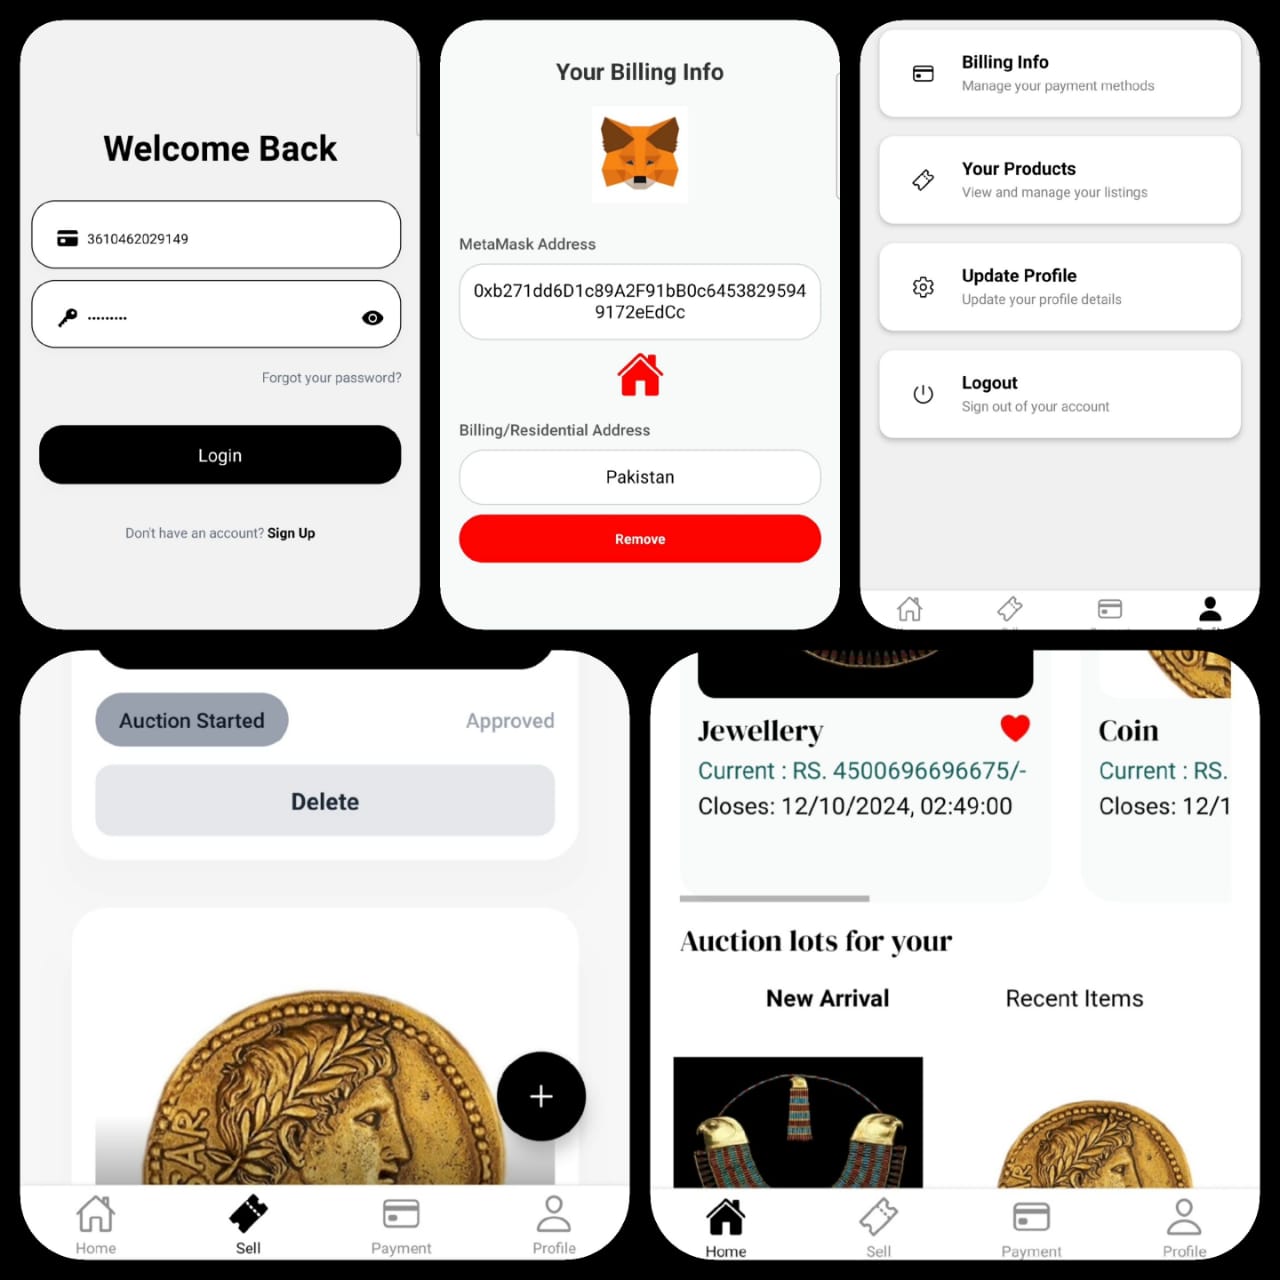 Welcome Back
3610462029149
•••••••••
Forgot your password?
Login
Don't have an account? Sign Up
Your Billing Info
MetaMask Address
0xb271dd6D1c89A2F91bB0c6453829594
9172eEdCc
Billing/Residential Address
Pakistan
Remove
Billing Info
Manage your payment methods
Your Products
View and manage your listings
Update Profile
Update your profile details
Logout
Sign out of your account
Auction Started
Approved
Delete
SAR
+
Home
Sell
Payment
Profile
Jewellery
Current : RS. 4500696696675/-
Closes: 12/10/2024, 02:49:00
Coin
Current : RS.
Closes: 12/1
Auction lots for your
New Arrival
Recent Items
Home
Sell
Payment
Profile